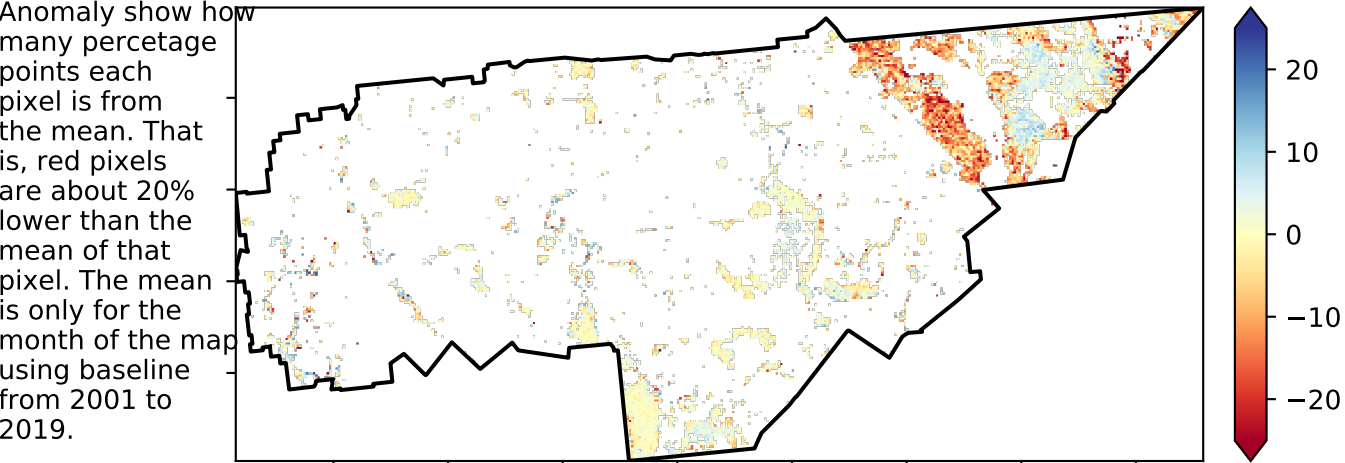 Anomaly show how
many percetage
points each
pixel is from
the mean. That
is, red pixels
are about 20%
lower than the
mean of that
pixel. The mean
is only for the
month of the map
using baseline
from 2001 to
2019.
20
10
0
−10
−20